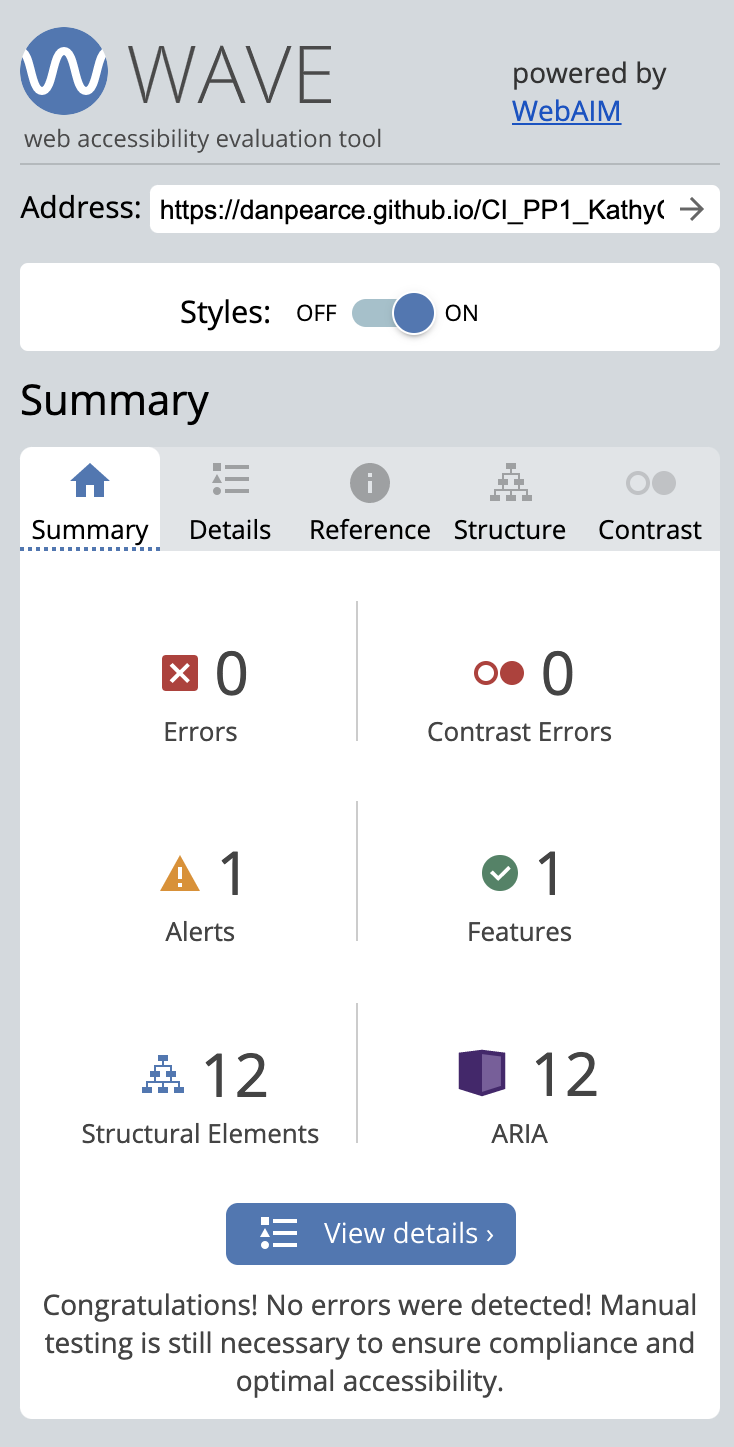 WAVE
powered by
WebAIM
web accessibility evaluation tool
Address: https://danpearce.github.io/CI_PP1_Kathy
Styles: OFF ON
Summary
Summary Details Reference Structure Contrast
0 0
Errors Contrast Errors
1 1
Alerts Features
12 12
Structural Elements ARIA
View details ›
Congratulations! No errors were detected! Manual
testing is still necessary to ensure compliance and
optimal accessibility.